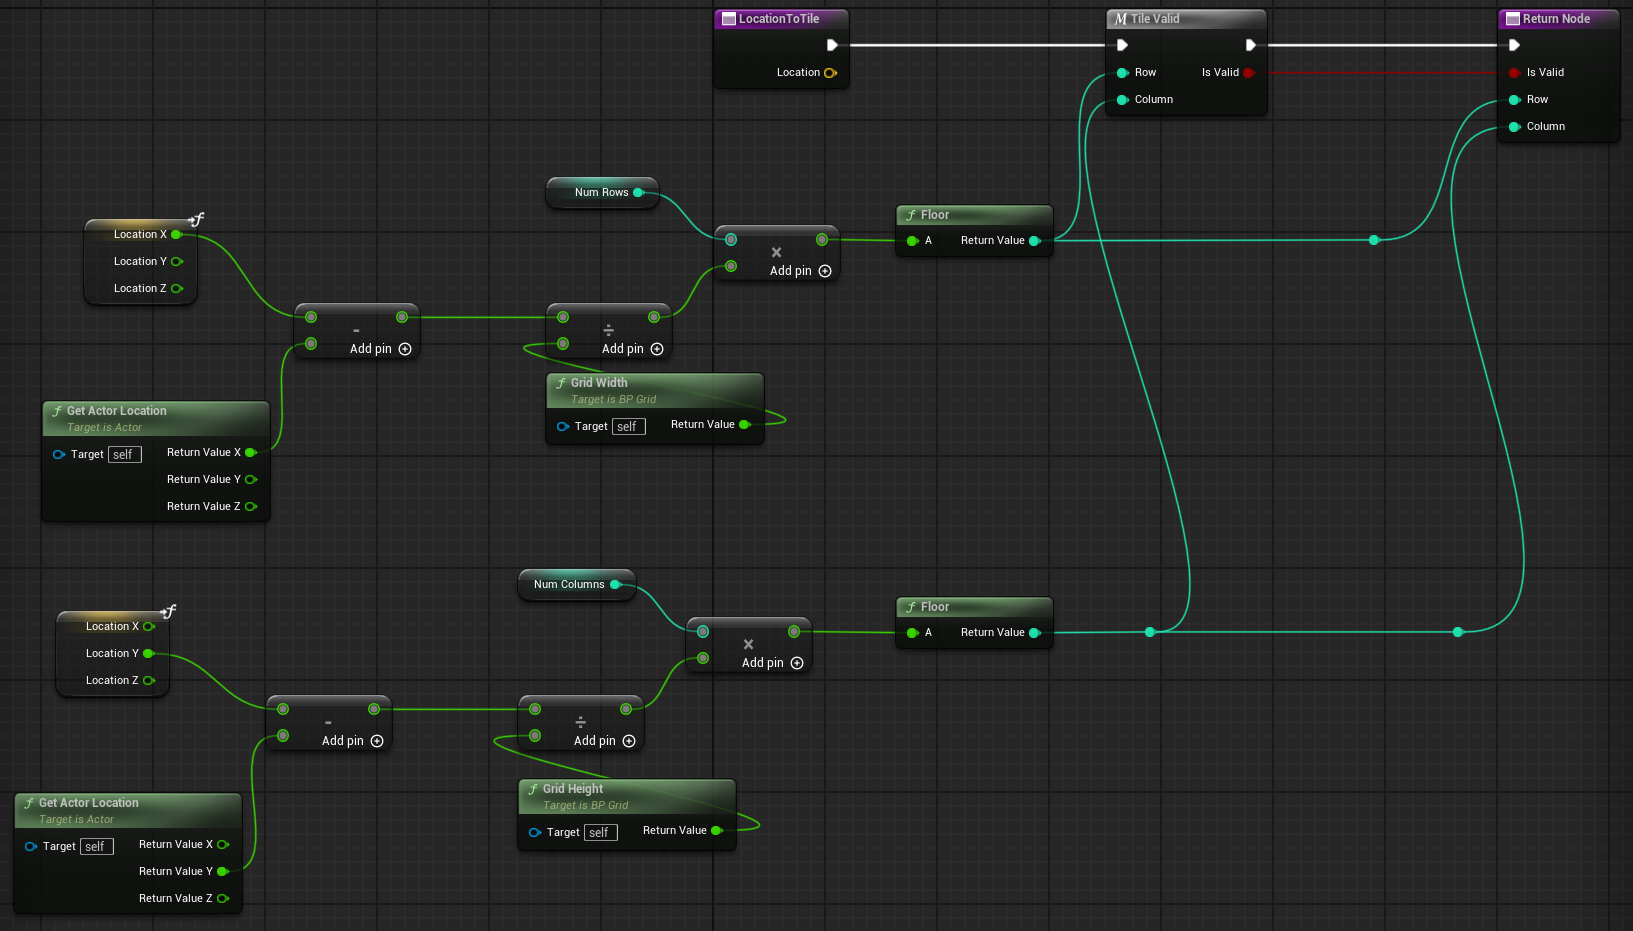 LocationToTile
Location
M Tile Valid
Row
Is Valid
Column
Return Node
Is Valid
Row
Column
Num Rows
f
Location X
Location Y
Location Z
×
Add pin
f Floor
A
Return Value
-
Add pin
÷
Add pin
f Grid Width
Target is BP Grid
Target self
Return Value
f Get Actor Location
Target is Actor
Target self
Return Value X
Return Value Y
Return Value Z
Num Columns
f
Location X
Location Y
Location Z
×
Add pin
f Floor
A
Return Value
-
Add pin
÷
Add pin
f Grid Height
Target is BP Grid
Target self
Return Value
f Get Actor Location
Target is Actor
Target self
Return Value X
Return Value Y
Return Value Z